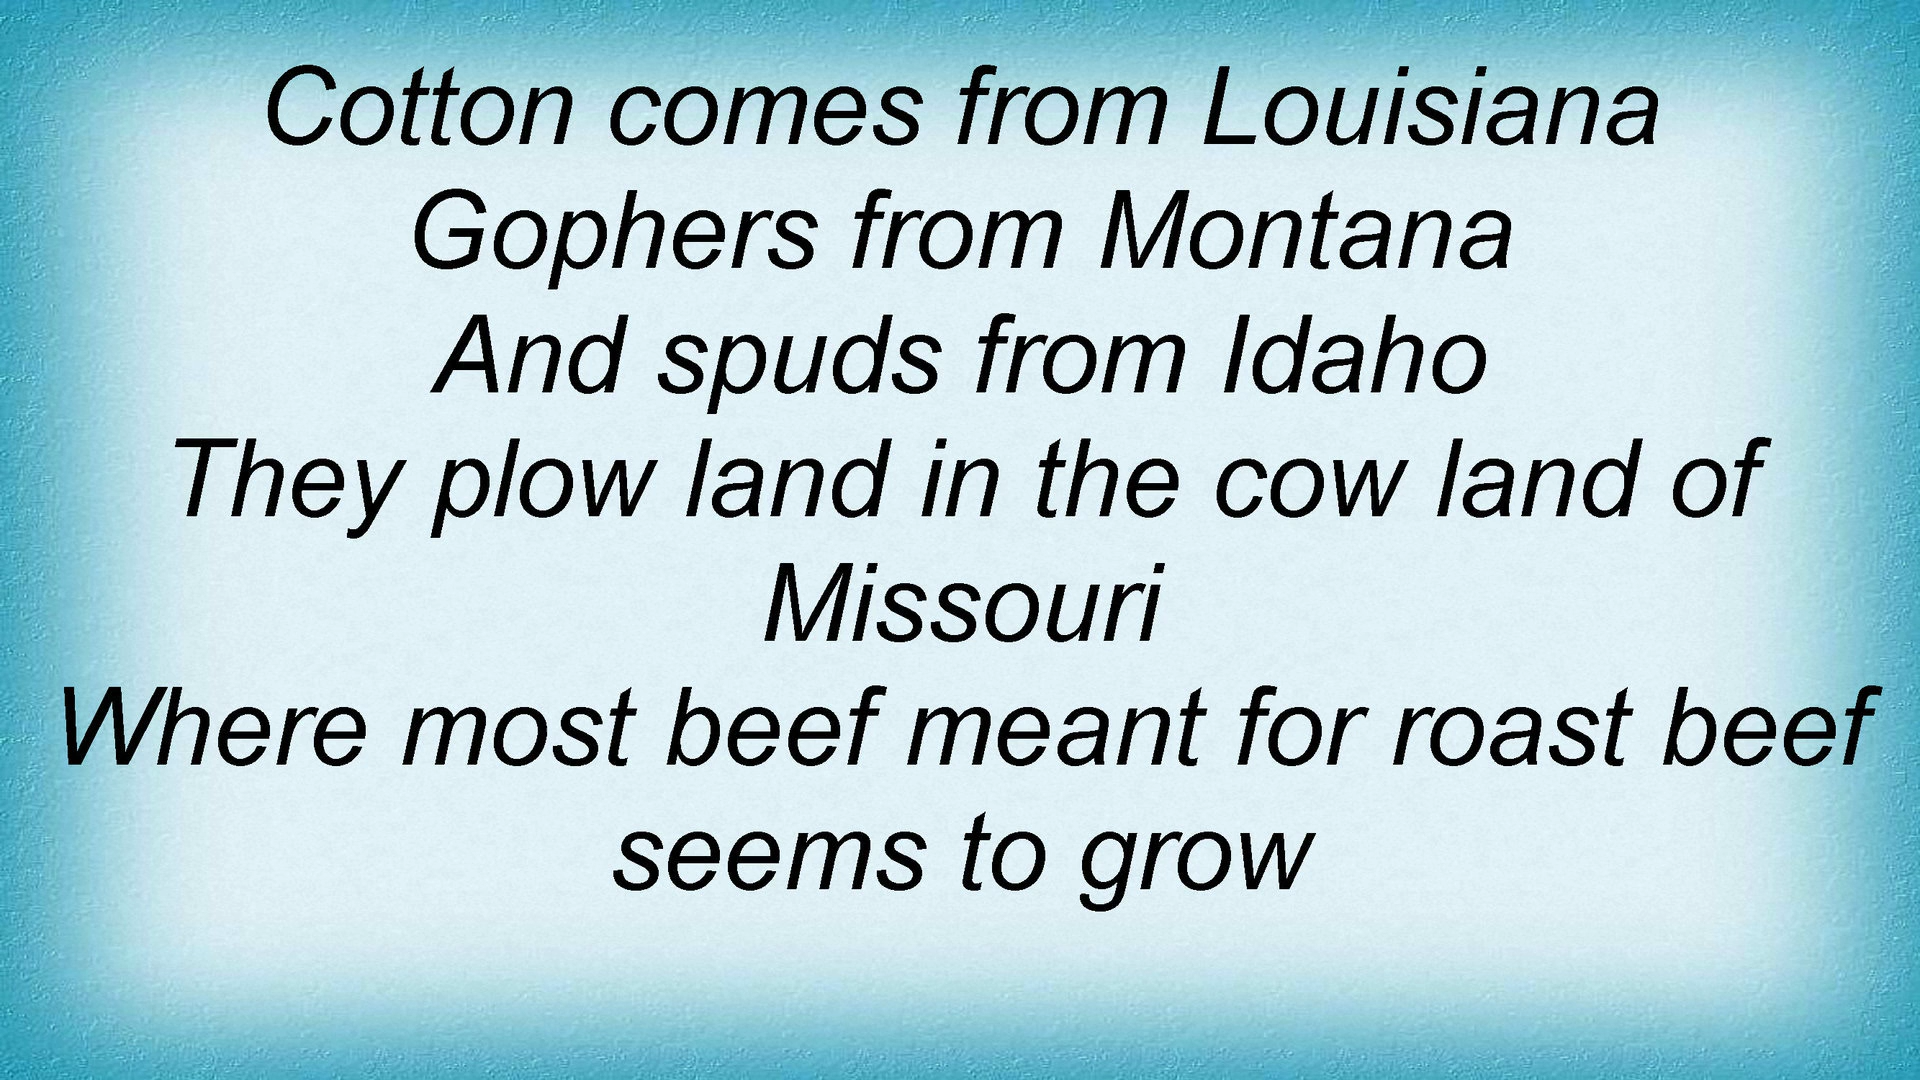 Cotton comes from Louisiana
Gophers from Montana
And spuds from Idaho
They plow land in the cow land of
Missouri
Where most beef meant for roast beef
seems to grow